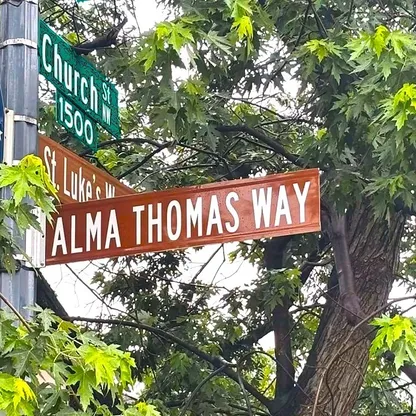 Church St NW
1500
St. Luke's W
ALMA THOMAS WAY